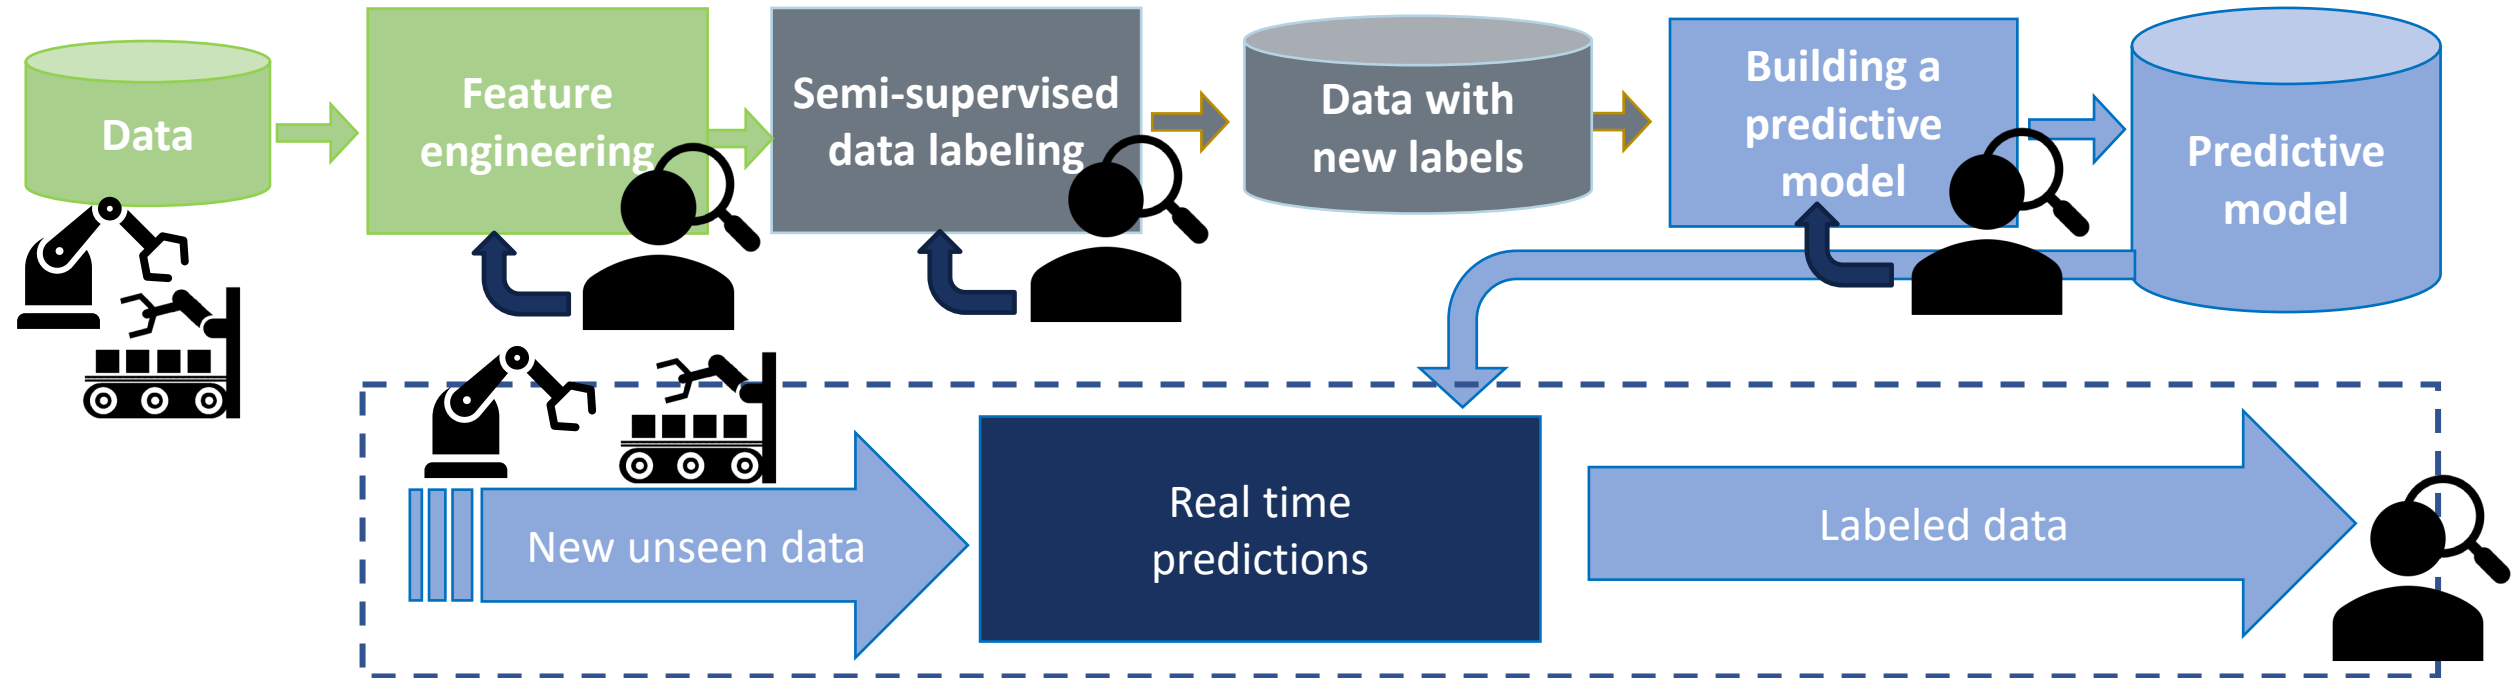 Data
Feature
engineering
Semi-supervised
data labeling
Data with
new labels
Building a
predictive
model
Predictive
model
New unseen data
Real time
predictions
Labeled data